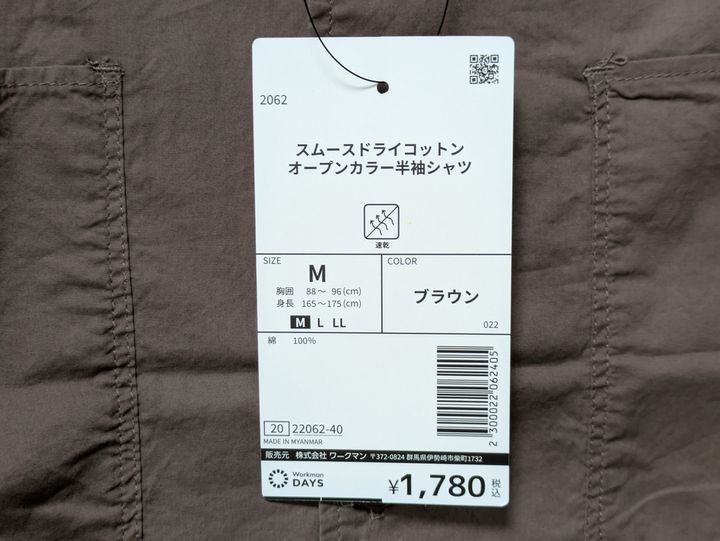 2062
スムースドライコットン
オープンカラー半袖シャツ
速乾
SIZE
M
胸囲 88～ 96(cm)
身長 165～175(cm)
M L LL
COLOR
ブラウン
022
綿 100%
2 300022 062405
20 22062-40
MADE IN MYANMAR
販売元 株式会社 ワークマン 〒372-0824 群馬県伊勢崎市柴町1732
Workman
DAYS
¥1,780 税込